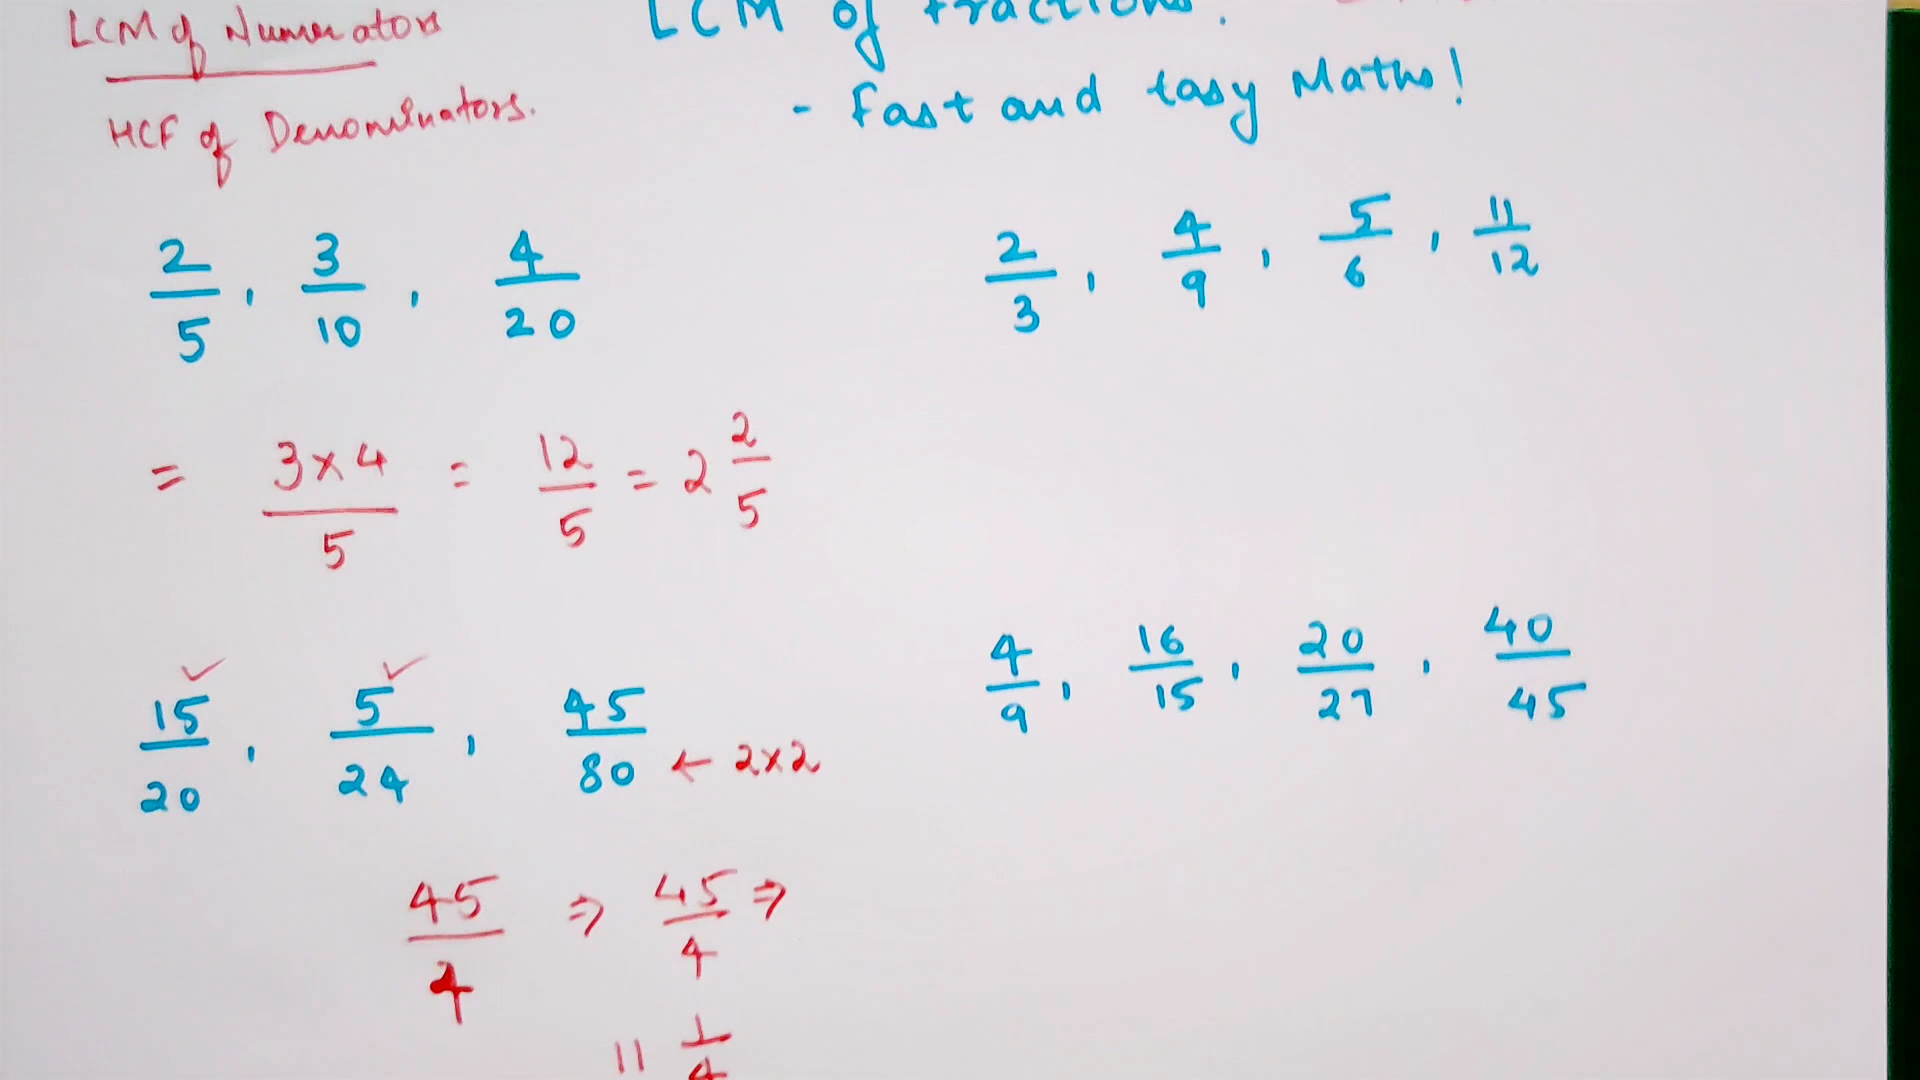 LCM of Numerators
HCF of Denominators.
LCM of fractions.
- Fast and Easy Maths!
2/5, 3/10, 4/20
= 3×4/5 = 12/5 = 2 2/5
15/20, 5/24, 45/80 ← 2×2
45/4 ⇒ 45/4 ⇒
11 1/4
2/3, 4/9, 5/6, 11/12
4/9, 16/15, 20/27, 40/45